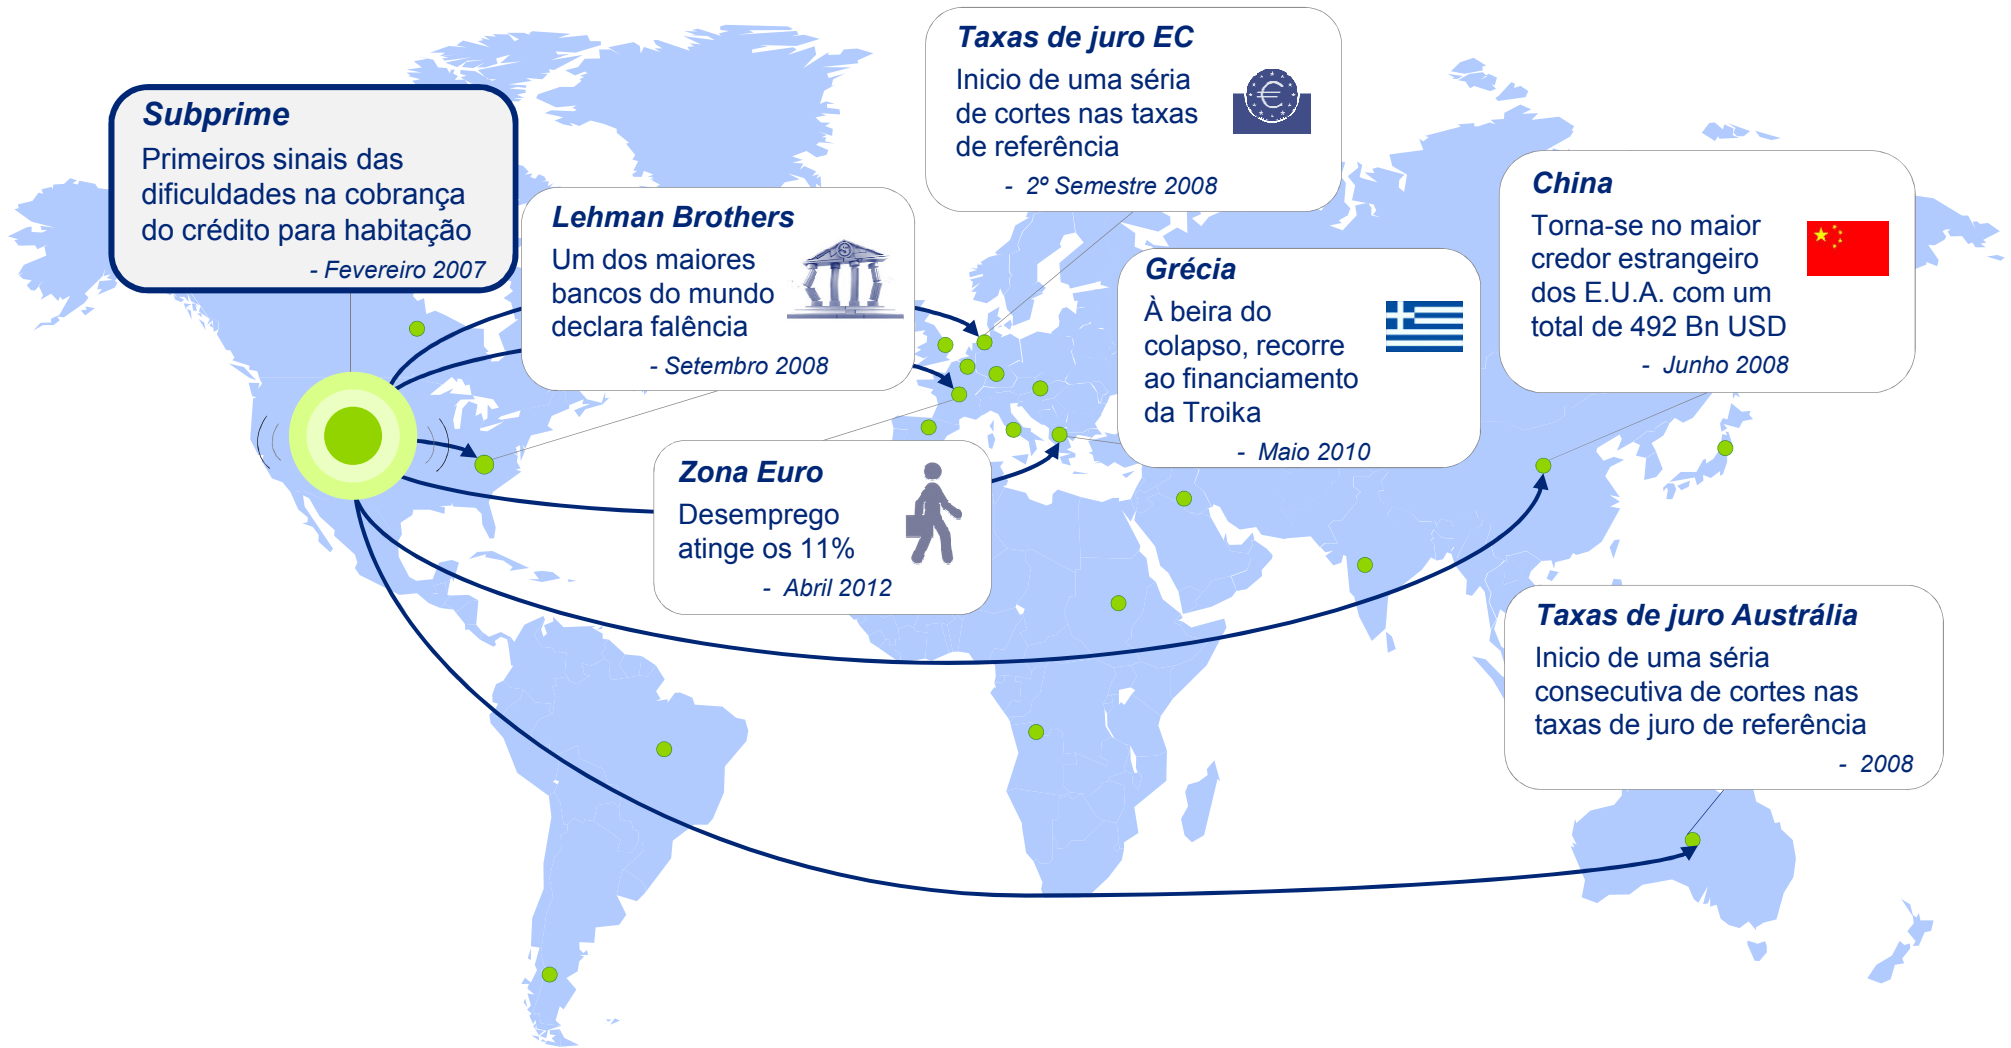 Subprime
Primeiros sinais das
dificuldades na cobrança
do crédito para habitação
- Fevereiro 2007
Lehman Brothers
Um dos maiores
bancos do mundo
declara falência
- Setembro 2008
Taxas de juro EC
Inicio de uma séria
de cortes nas taxas
de referência
- 2º Semestre 2008
Grécia
À beira do
colapso, recorre
ao financiamento
da Troika
- Maio 2010
China
Torna-se no maior
credor estrangeiro
dos E.U.A. com um
total de 492 Bn USD
- Junho 2008
Zona Euro
Desemprego
atinge os 11%
- Abril 2012
Taxas de juro Austrália
Inicio de uma séria
consecutiva de cortes nas
taxas de juro de referência
- 2008